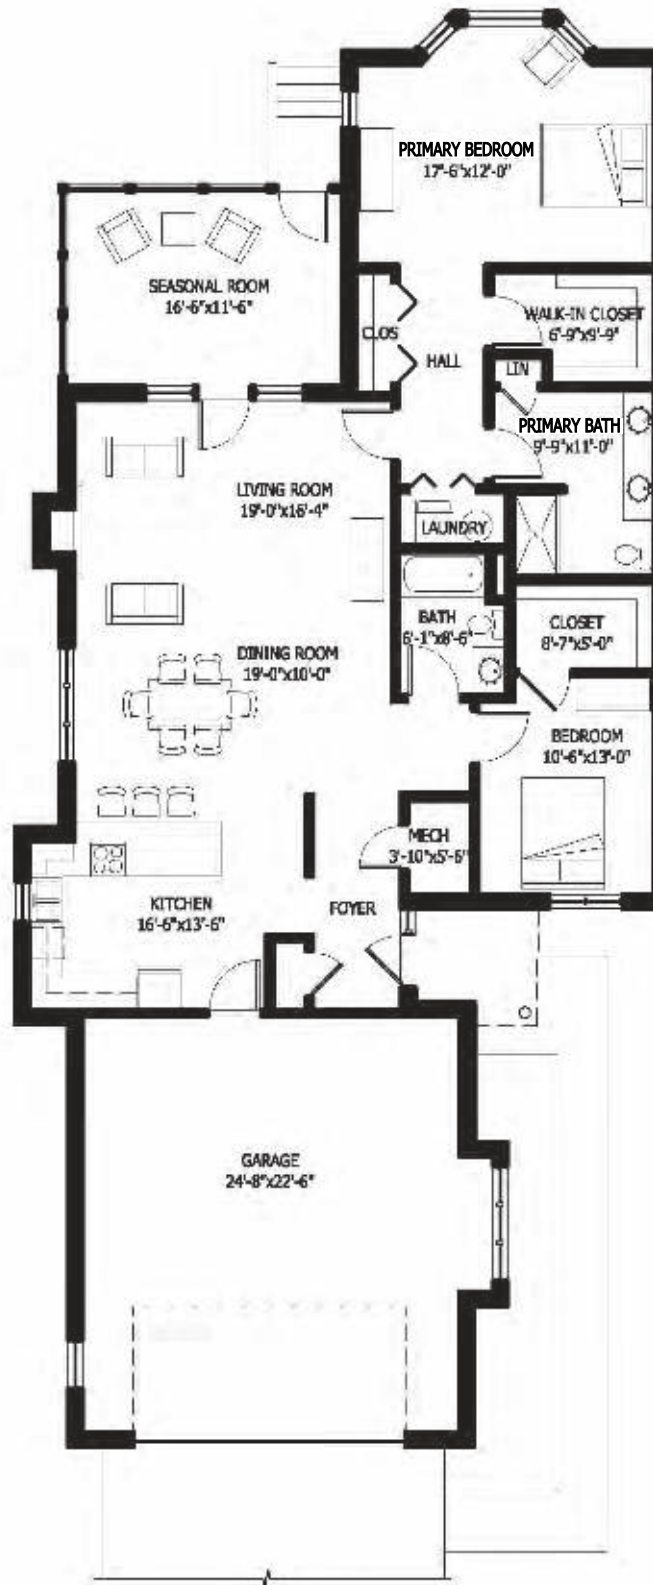 PRIMARY BEDROOM
17'-6"x12'-0"
SEASONAL ROOM
16'-6"x11'-6"
CLOS
HALL
WALK-IN CLOSET
6'-9"x9'-9"
LIN
PRIMARY BATH
9'-9"x11'-0"
LIVING ROOM
19'-0"x16'-4"
LAUNDRY
BATH
6'-1"x8'-6"
CLOSET
8'-7"x5'-0"
DINING ROOM
19'-0"x10'-0"
BEDROOM
10'-6"x13'-0"
MECH
3'-10"x5'-6"
KITCHEN
16'-6"x13'-6"
FOYER
GARAGE
24'-8"x22'-6"